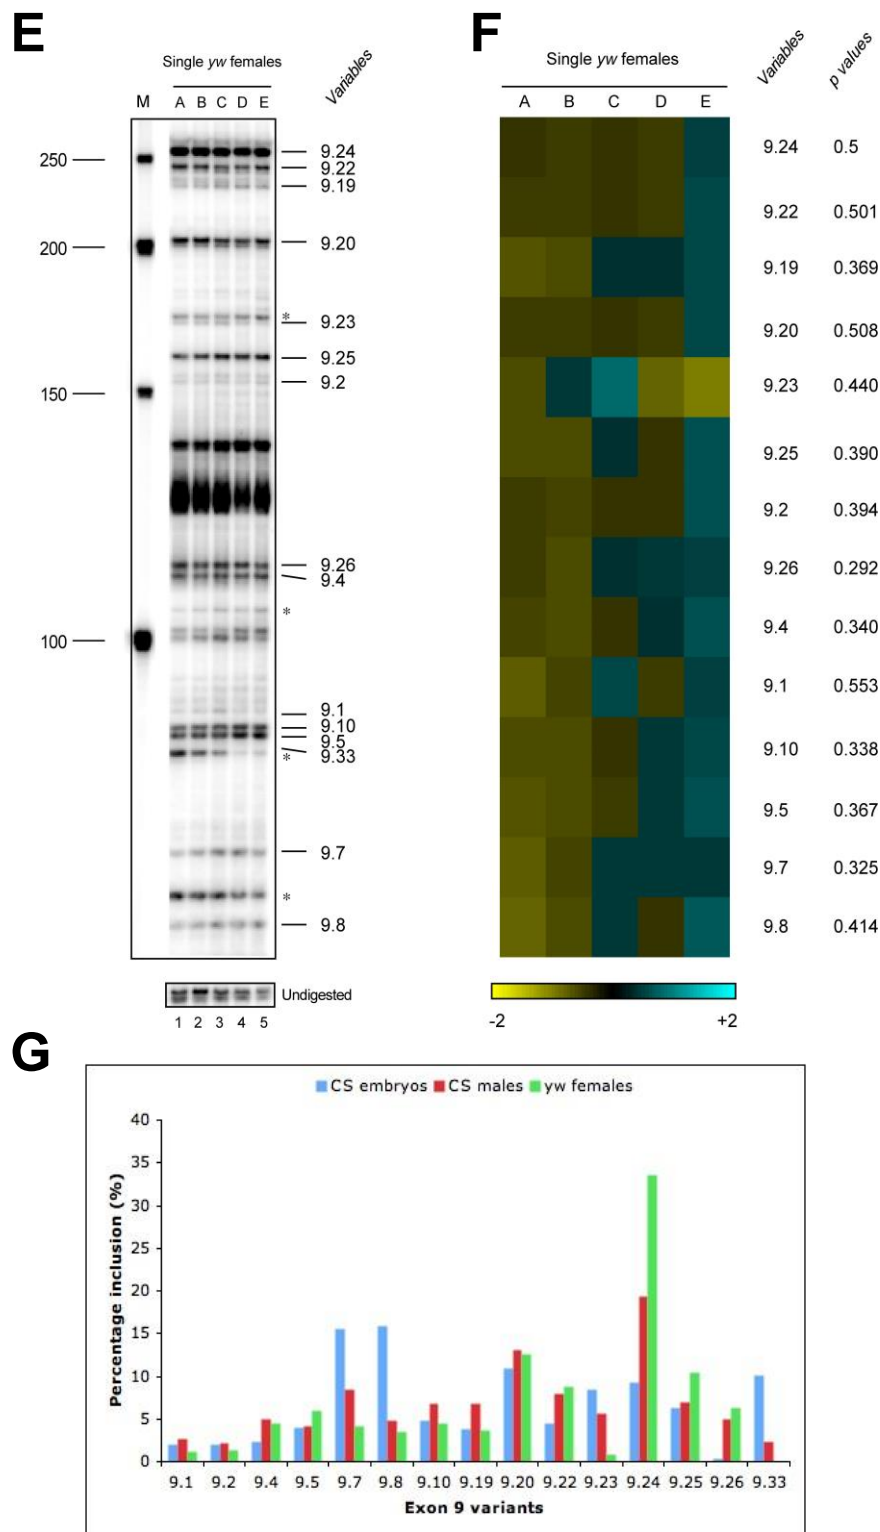 E
Single yw females
Variables
M A B C D E
250
200
150
100
9.24
9.22
9.19
9.20
*
9.23
9.25
9.2
9.26
9.4
*
9.1
9.10
9.5
9.33
*
9.7
*
9.8
Undigested
1 2 3 4 5
F
Single yw females
Variables
p values
A B C D E
9.24 0.5
9.22 0.501
9.19 0.369
9.20 0.508
9.23 0.440
9.25 0.390
9.2 0.394
9.26 0.292
9.4 0.340
9.1 0.553
9.10 0.338
9.5 0.367
9.7 0.325
9.8 0.414
-2 +2
G
CS embryos CS males yw females
Percentage inclusion (%)
40
35
30
25
20
15
10
5
0
9.1 9.2 9.4 9.5 9.7 9.8 9.10 9.19 9.20 9.22 9.23 9.24 9.25 9.26 9.33
Exon 9 variants